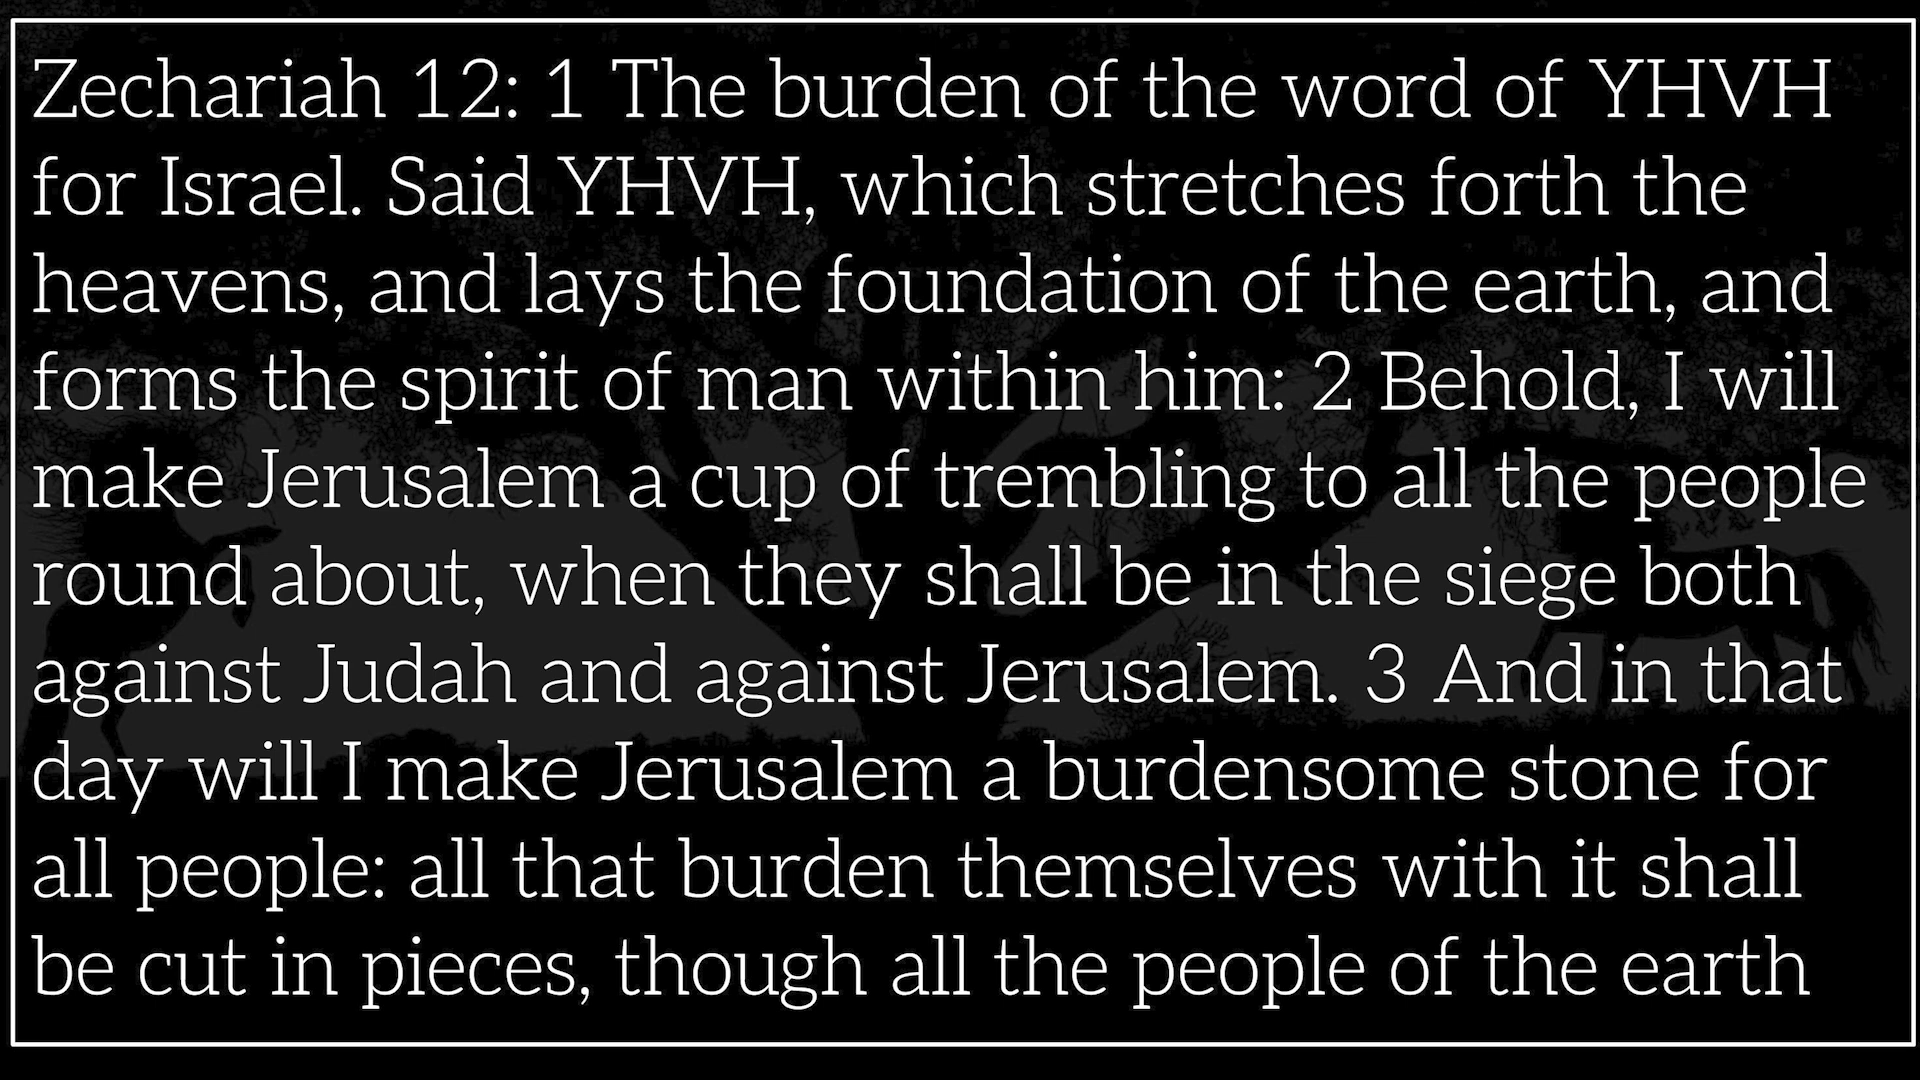 Zechariah 12: 1 The burden of the word of YHVH
for Israel. Said YHVH, which stretches forth the
heavens, and lays the foundation of the earth, and
forms the spirit of man within him: 2 Behold, I will
make Jerusalem a cup of trembling to all the people
round about, when they shall be in the siege both
against Judah and against Jerusalem. 3 And in that
day will I make Jerusalem a burdensome stone for
all people: all that burden themselves with it shall
be cut in pieces, though all the people of the earth